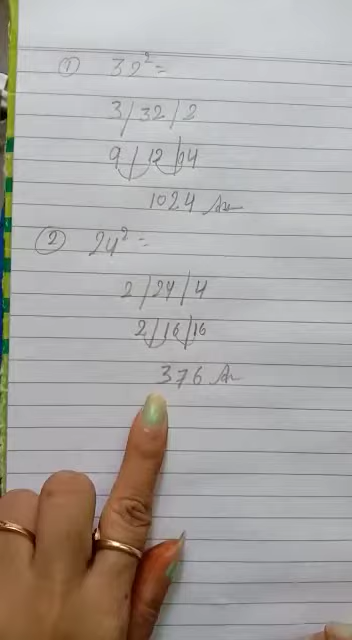 ① 32² =
3/32/2
9/12/04
1024 Ans
② 24² =
2/24/4
2/16/16
376 An